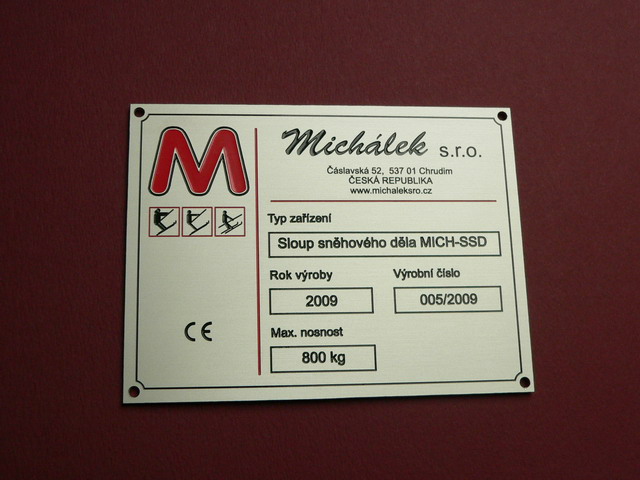 M
Michálek s.r.o.
Čáslavská 52, 537 01 Chrudim
ČESKÁ REPUBLIKA
www.michaleksro.cz
Typ zařízení
Sloup sněhového děla MICH-SSD
Rok výroby
Výrobní číslo
2009
005/2009
Max. nosnost
800 kg
CE